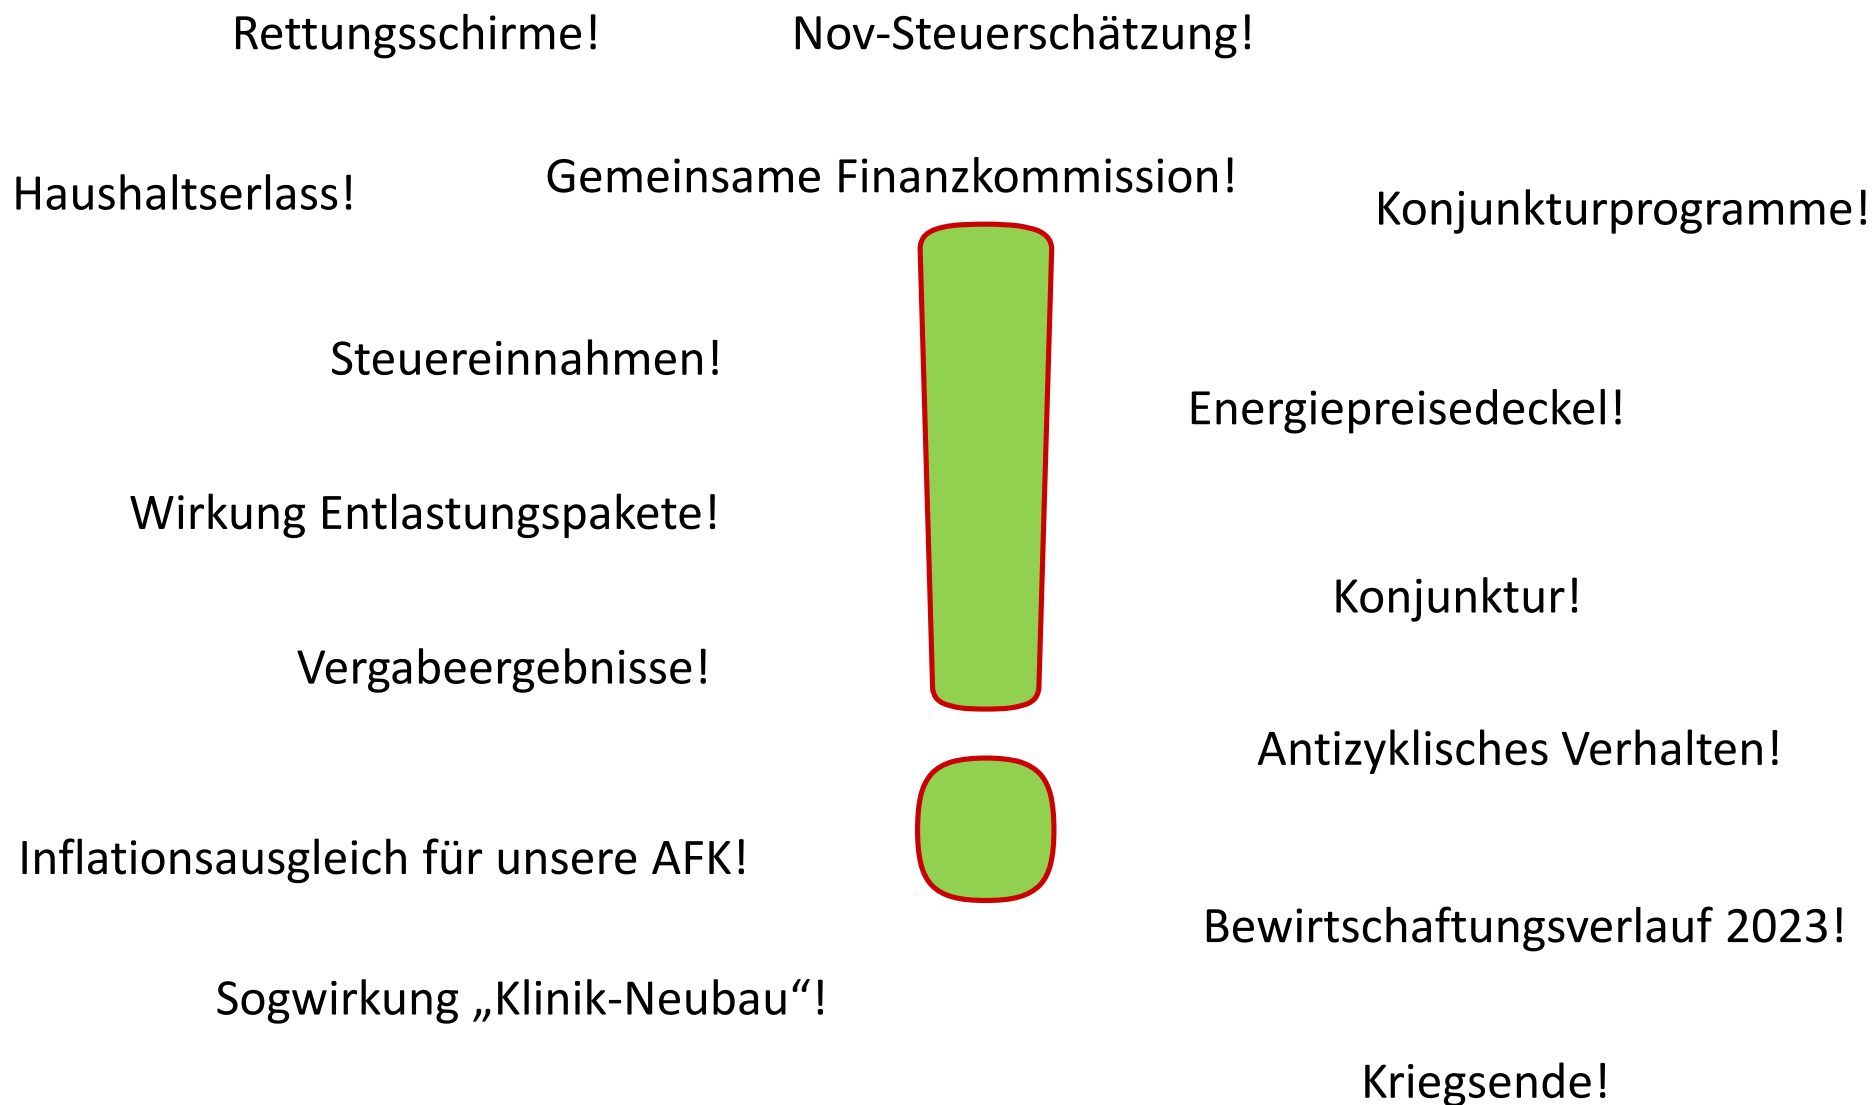 Rettungsschirme!
Nov-Steuerschätzung!
Gemeinsame Finanzkommission!
Haushaltserlass!
Konjunkturprogramme!
Steuereinnahmen!
Energiepreisedeckel!
Wirkung Entlastungspakete!
Konjunktur!
Vergabeergebnisse!
Antizyklisches Verhalten!
Inflationsausgleich für unsere AFK!
Bewirtschaftungsverlauf 2023!
Sogwirkung „Klinik-Neubau“!
Kriegsende!